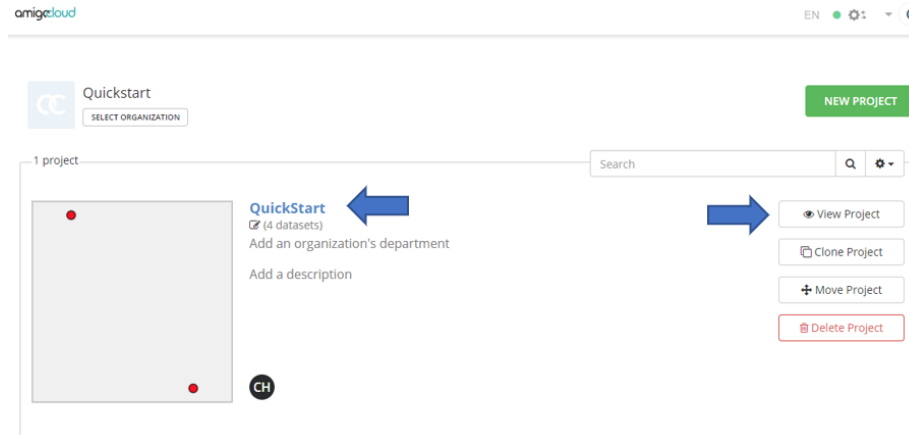 amigocloud
EN
Quickstart
SELECT ORGANIZATION
NEW PROJECT
1 project
Search
QuickStart
(4 datasets)
Add an organization's department
Add a description
CH
View Project
Clone Project
Move Project
Delete Project